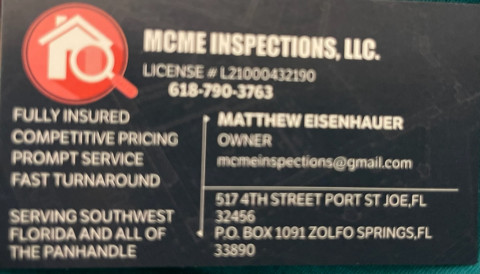 MCME INSPECTIONS, LLC.
LICENSE # L21000432190
618-790-3763
FULLY INSURED
COMPETITIVE PRICING
PROMPT SERVICE
FAST TURNAROUND
SERVING SOUTHWEST
FLORIDA AND ALL OF
THE PANHANDLE
MATTHEW EISENHAUER
OWNER
mcmeinspections@gmail.com
517 4TH STREET PORT ST JOE,FL
32456
P.O. BOX 1091 ZOLFO SPRINGS,FL
33890